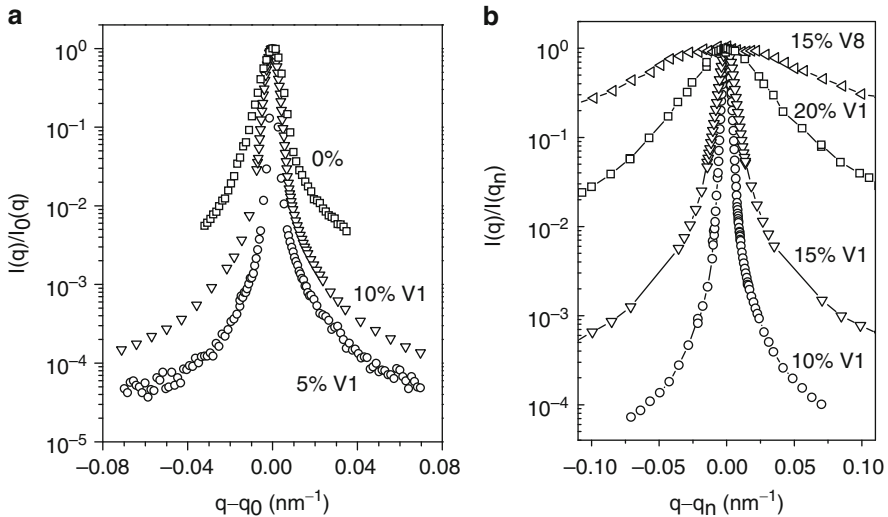 a
10⁰
10⁻¹
10⁻²
10⁻³
10⁻⁴
10⁻⁵
I(q)/I₀(q)
0%
10% V1
5% V1
−0.08
−0.04
0.00
0.04
0.08
q−q₀ (nm⁻¹)
b
10⁰
10⁻¹
10⁻²
10⁻³
10⁻⁴
I(q)/I(qₙ)
15% V8
20% V1
15% V1
10% V1
−0.10
−0.05
0.00
0.05
0.10
q−qₙ (nm⁻¹)